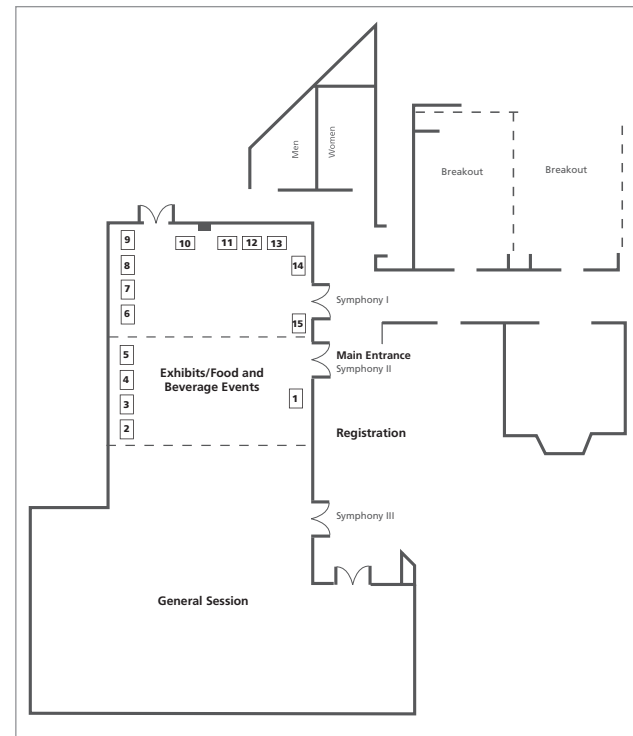 Men
Women
Breakout
Breakout
9
10
11
12
13
8
14
7
6
15
Symphony I
5
4
3
2
1
Exhibits/Food and
Beverage Events
Main Entrance
Symphony II
Registration
Symphony III
General Session